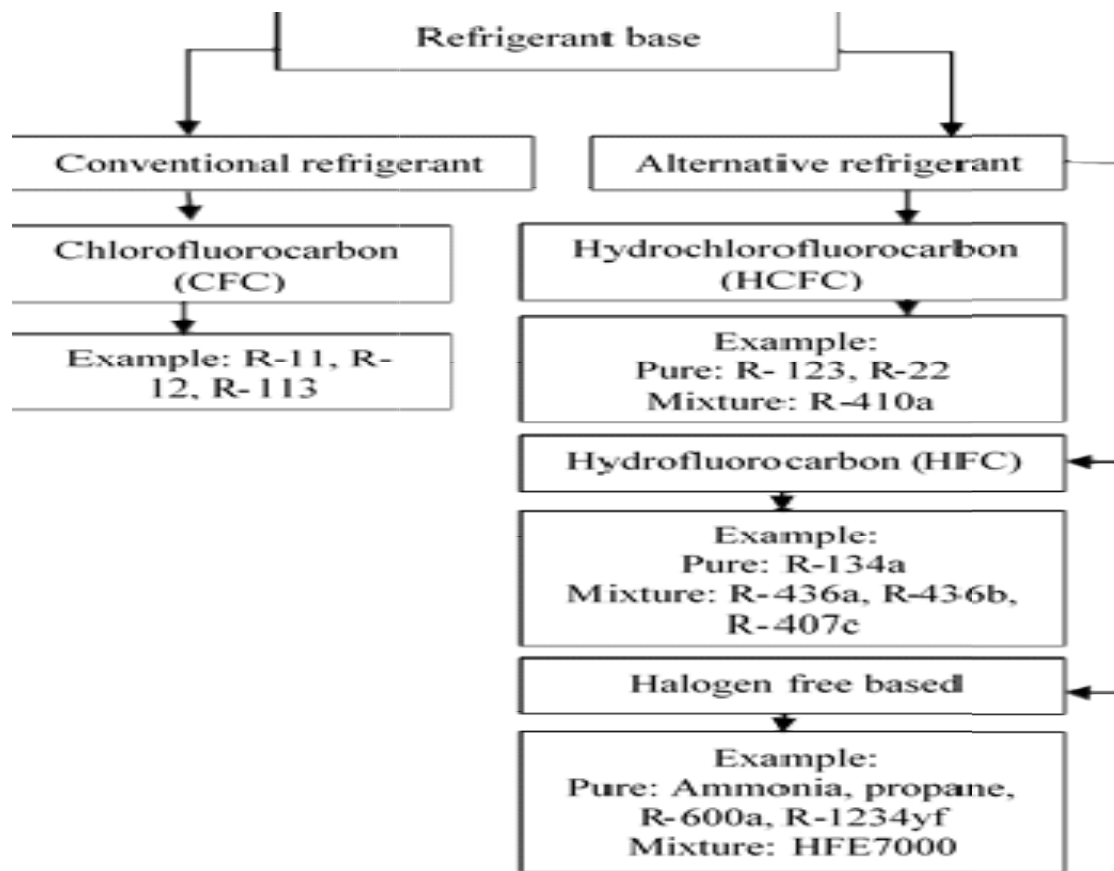 Refrigerant base
Conventional refrigerant
Alternative refrigerant
Chlorofluorocarbon
(CFC)
Hydrochlorofluorocarbon
(HCFC)
Example: R-11, R-
12, R-113
Example:
Pure: R- 123, R-22
Mixture: R-410a
Hydrofluorocarbon (HFC)
Example:
Pure: R-134a
Mixture: R-436a, R-436b,
R-407c
Halogen free based
Example:
Pure: Ammonia, propane,
R-600a, R-1234yf
Mixture: HFE7000